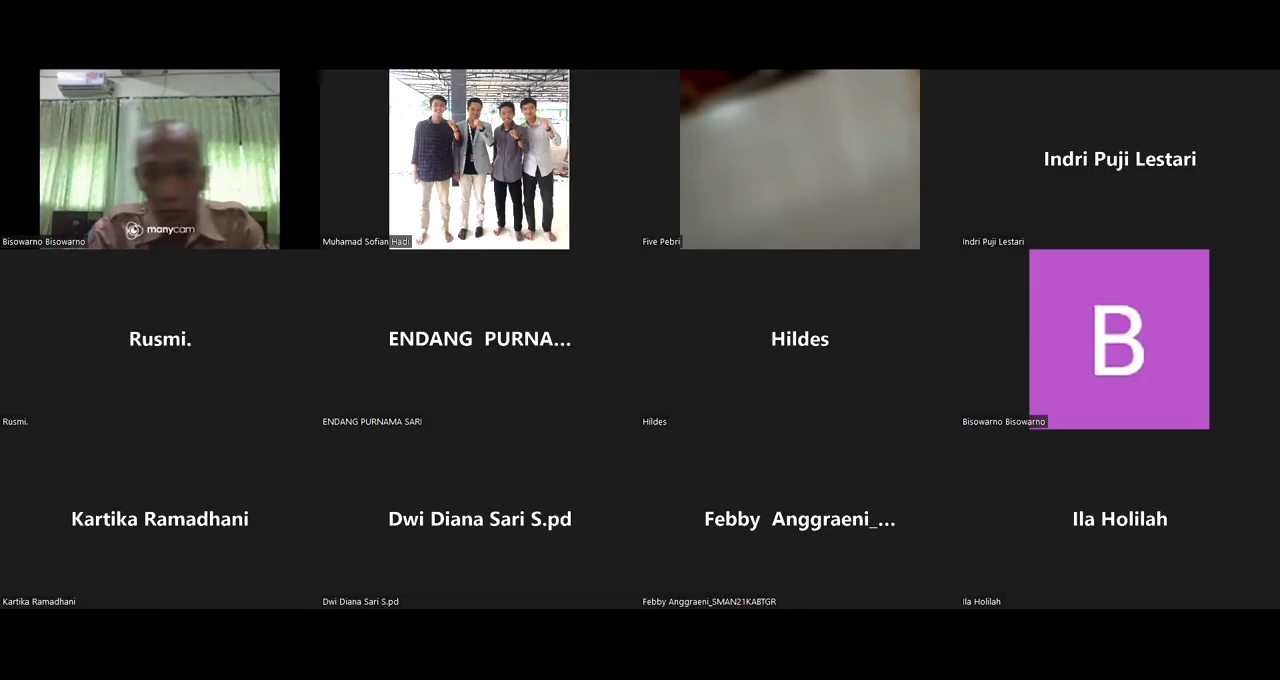 manycam
Bisowarno Bisowarno
Muhamad Sofian Hadi
Five Pebri
Indri Puji Lestari
Indri Puji Lestari
Rusmi.
Rusmi.
ENDANG PURNA...
ENDANG PURNAMA SARI
Hildes
Hildes
B
Bisowarno Bisowarno
Kartika Ramadhani
Kartika Ramadhani
Dwi Diana Sari S.pd
Dwi Diana Sari S.pd
Febby Anggraeni_...
Febby Anggraeni_SMAN21KABTGR
Ila Holilah
Ila Holilah